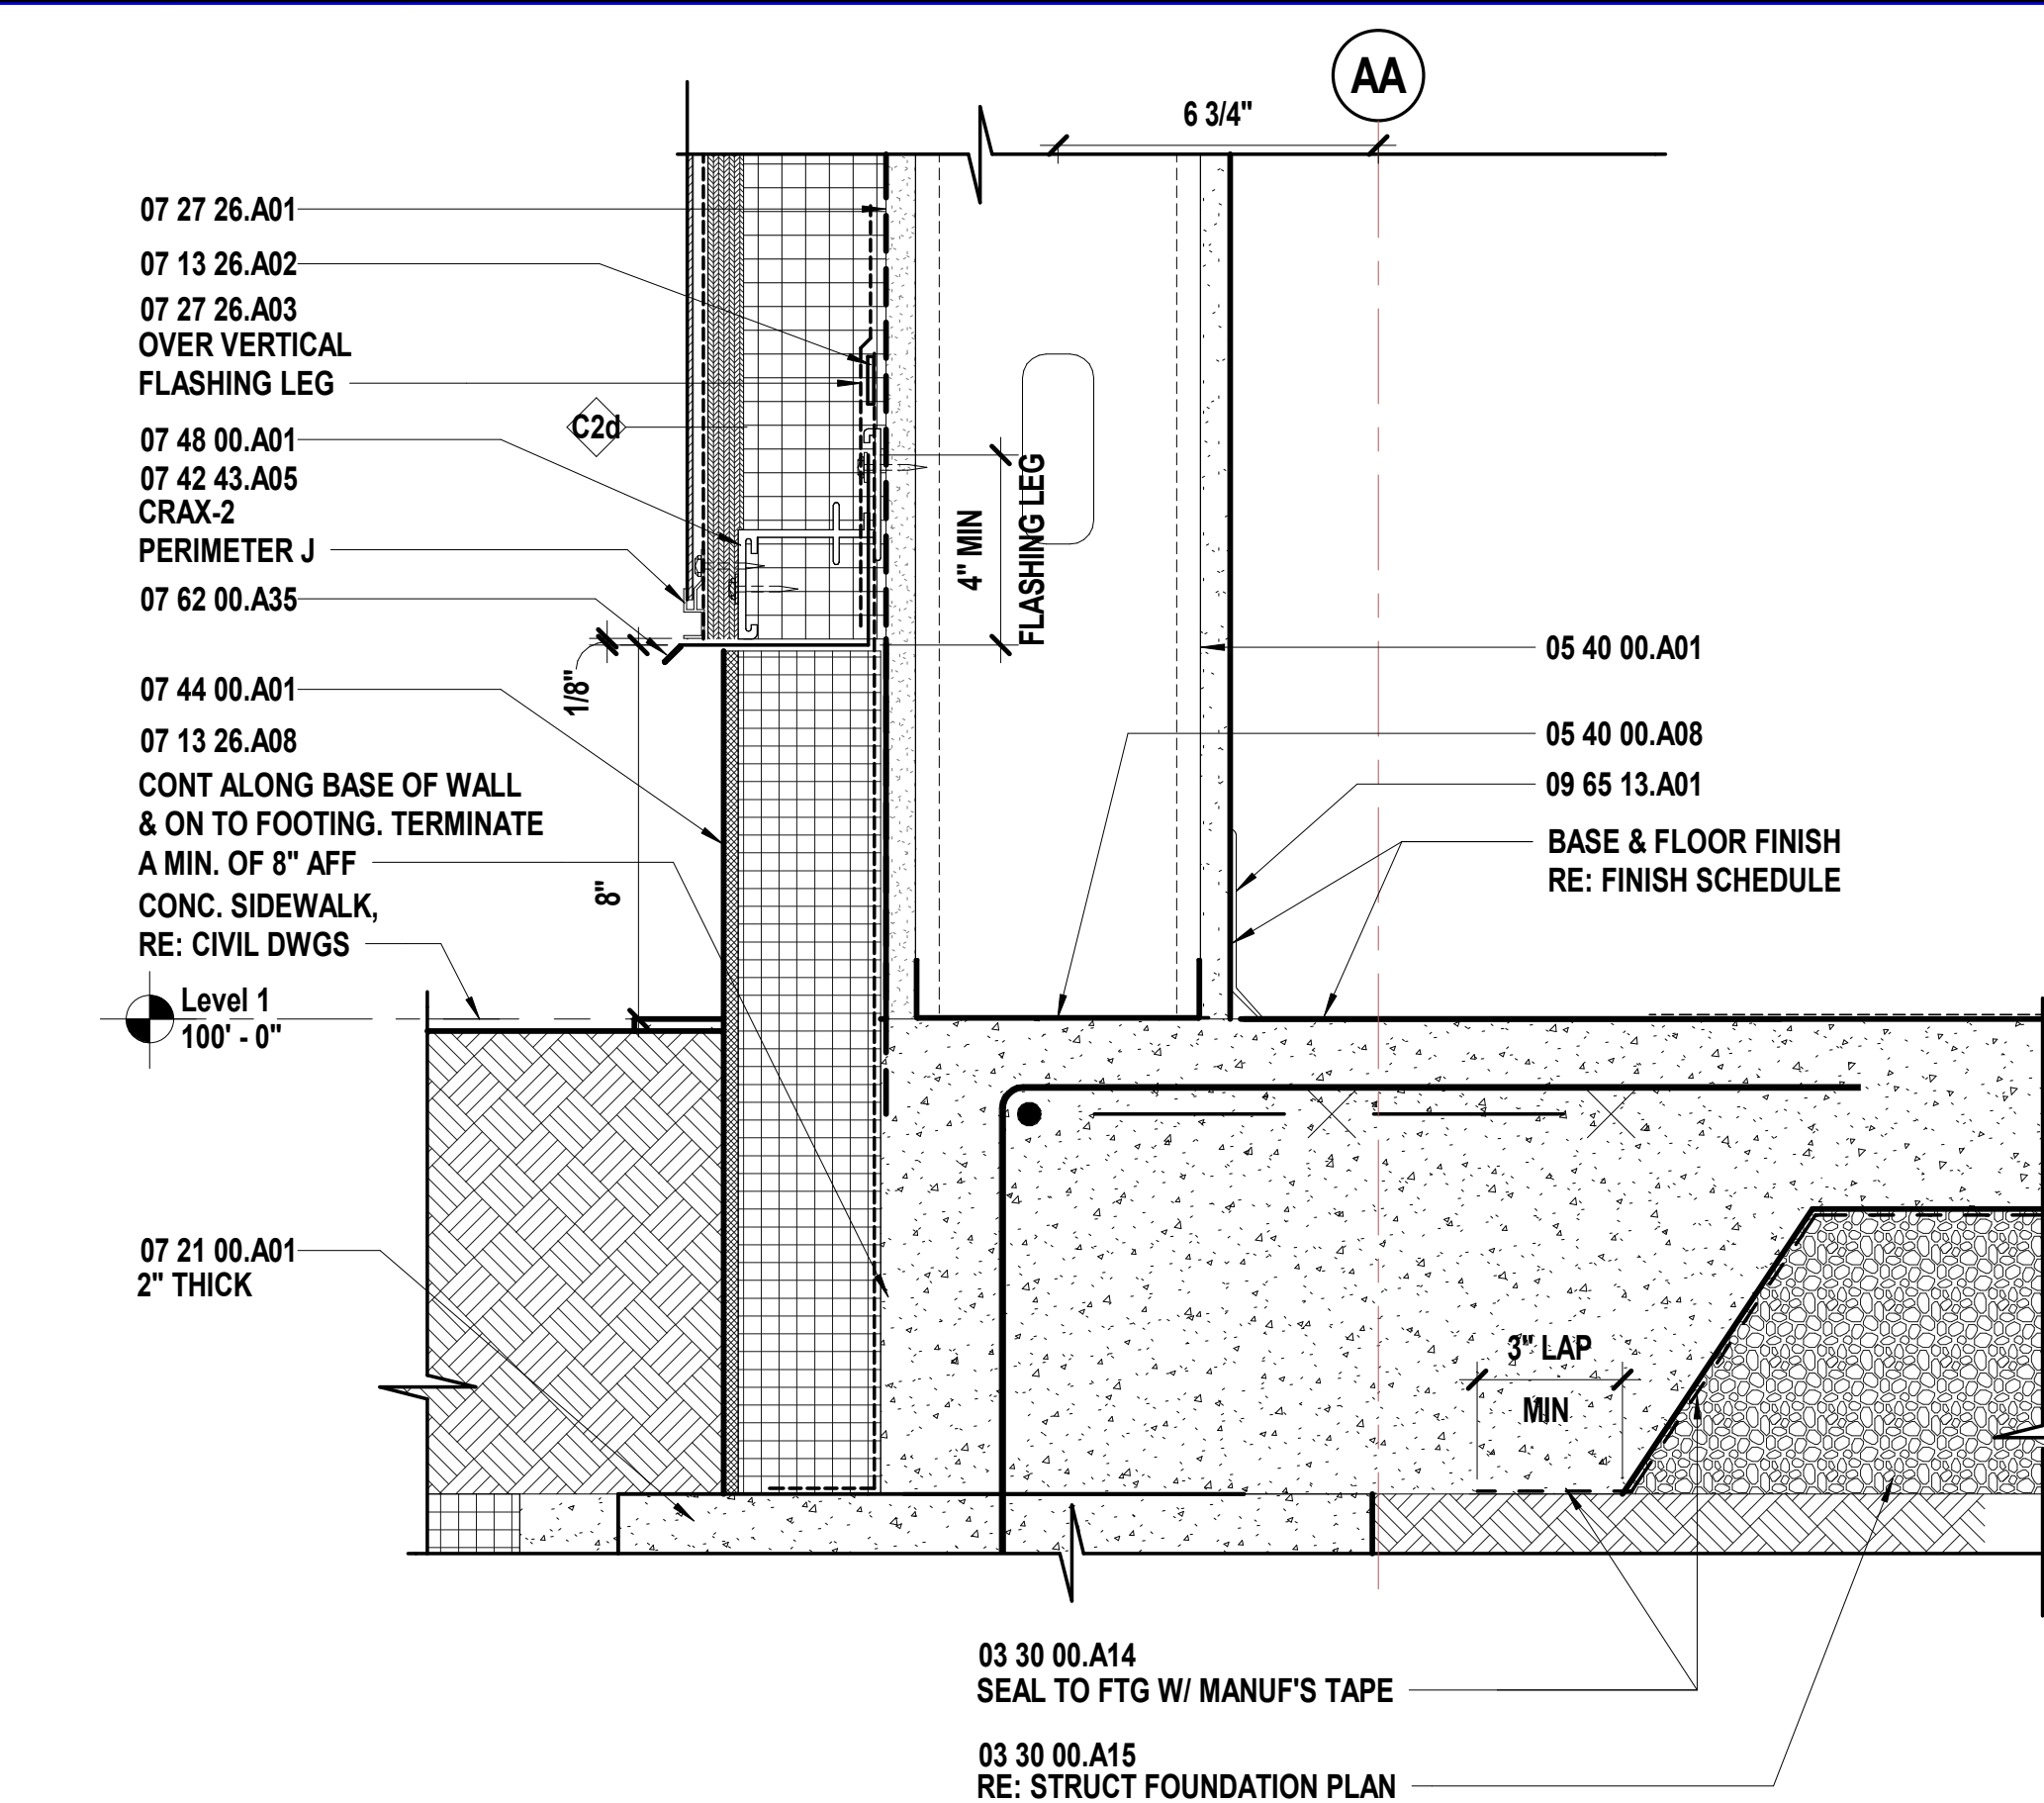 AA
6 3/4"
07 27 26.A01
07 13 26.A02
07 27 26.A03
OVER VERTICAL
FLASHING LEG
C2d
07 48 00.A01
07 42 43.A05
CRAX-2
PERIMETER J
07 62 00.A35
4" MIN
FLASHING LEG
1/8"
07 44 00.A01
07 13 26.A08
CONT ALONG BASE OF WALL
& ON TO FOOTING. TERMINATE
A MIN. OF 8" AFF
8"
CONC. SIDEWALK,
RE: CIVIL DWGS
Level 1
100' - 0"
07 21 00.A01
2" THICK
05 40 00.A01
05 40 00.A08
09 65 13.A01
BASE & FLOOR FINISH
RE: FINISH SCHEDULE
3" LAP
MIN
03 30 00.A14
SEAL TO FTG W/ MANUF'S TAPE
03 30 00.A15
RE: STRUCT FOUNDATION PLAN